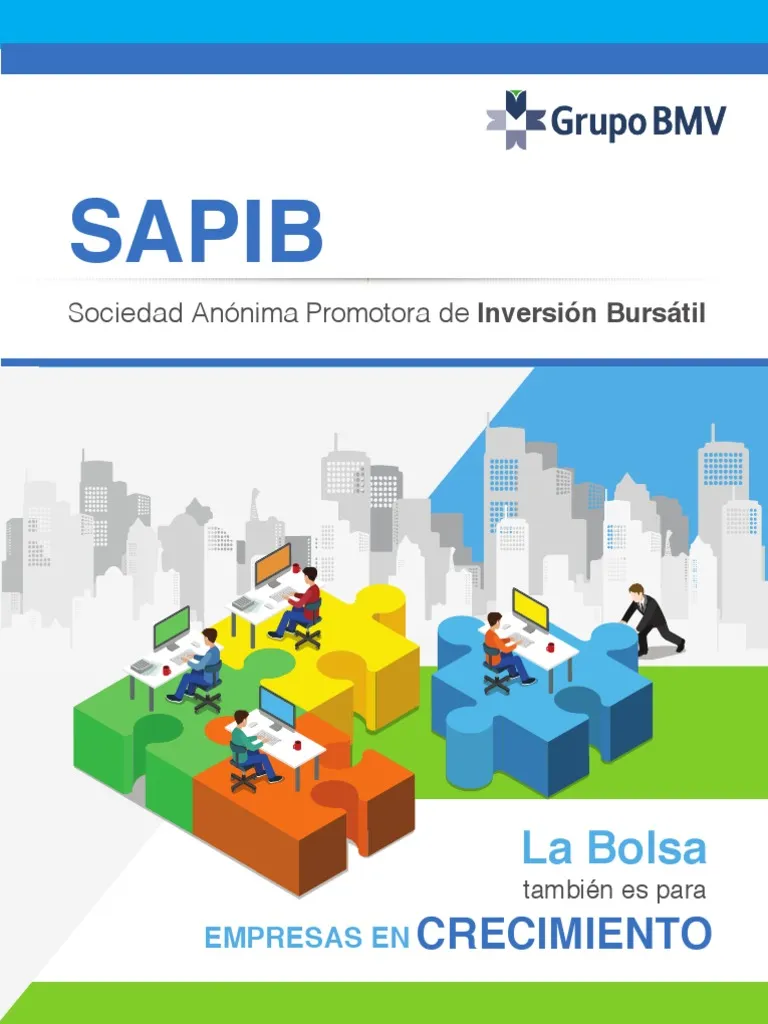 Grupo BMV
SAPIB
Sociedad Anónima Promotora de Inversión Bursátil
La Bolsa
también es para
EMPRESAS EN CRECIMIENTO